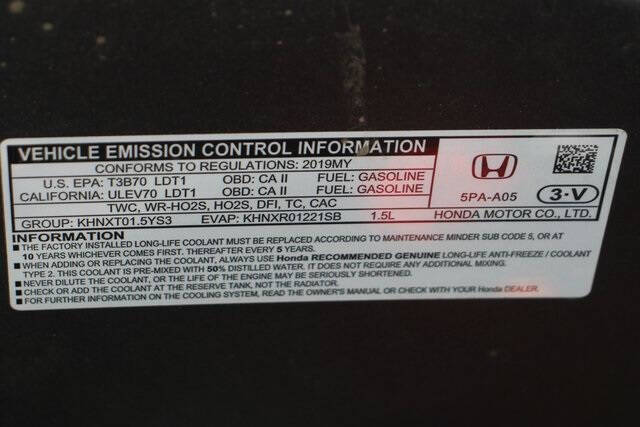 VEHICLE EMISSION CONTROL INFORMATION
CONFORMS TO REGULATIONS: 2019MY
U.S. EPA: T3B70 LDT1 OBD: CA II FUEL: GASOLINE
CALIFORNIA: ULEV70 LDT1 OBD: CA II FUEL: GASOLINE
TWC, WR-HO2S, HO2S, DFI, TC, CAC
GROUP: KHNXT01.5YS3 EVAP: KHNXR01221SB 1.5L
5PA-A05 3-V
HONDA MOTOR CO., LTD.
INFORMATION
■ THE FACTORY INSTALLED LONG-LIFE COOLANT MUST BE REPLACED ACCORDING TO MAINTENANCE MINDER SUB CODE 5, OR AT
10 YEARS WHICHEVER COMES FIRST. THEREAFTER EVERY 5 YEARS.
■ WHEN ADDING OR REPLACING THE COOLANT, ALWAYS USE Honda RECOMMENDED GENUINE LONG-LIFE ANTI-FREEZE / COOLANT
TYPE 2. THIS COOLANT IS PRE-MIXED WITH 50% DISTILLED WATER. IT DOES NOT REQUIRE ANY ADDITIONAL MIXING.
■ NEVER DILUTE THE COOLANT, OR THE LIFE OF THE ENGINE MAY BE SERIOUSLY SHORTENED.
■ CHECK OR ADD THE COOLANT AT THE RESERVE TANK, NOT THE RADIATOR.
■ FOR FURTHER INFORMATION ON THE COOLING SYSTEM, READ THE OWNER'S MANUAL OR CHECK WITH YOUR Honda DEALER.